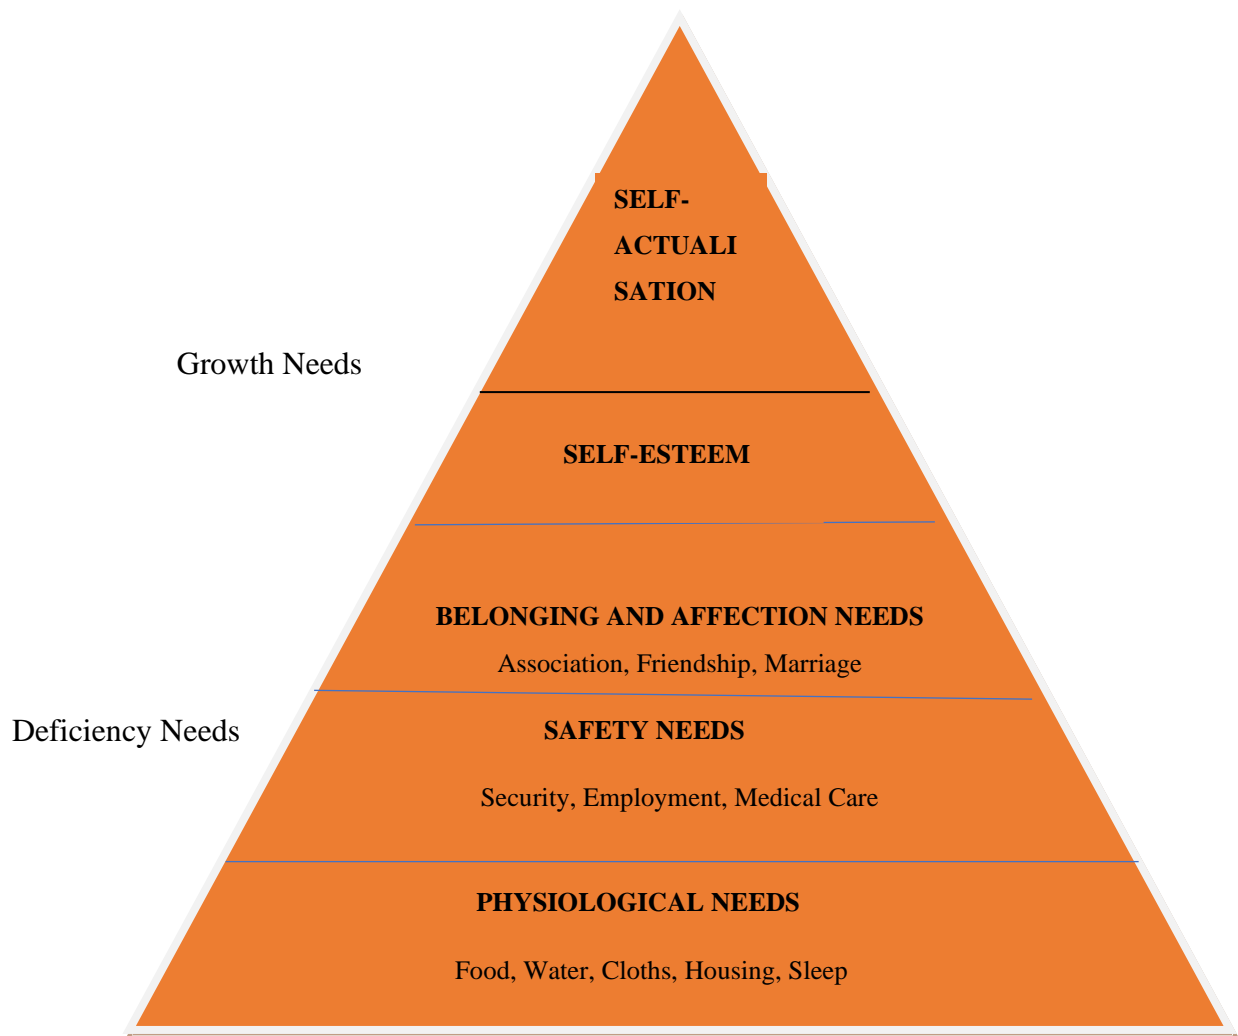 SELF-
ACTUALI
SATION
Growth Needs
SELF-ESTEEM
BELONGING AND AFFECTION NEEDS
Association, Friendship, Marriage
Deficiency Needs
SAFETY NEEDS
Security, Employment, Medical Care
PHYSIOLOGICAL NEEDS
Food, Water, Cloths, Housing, Sleep